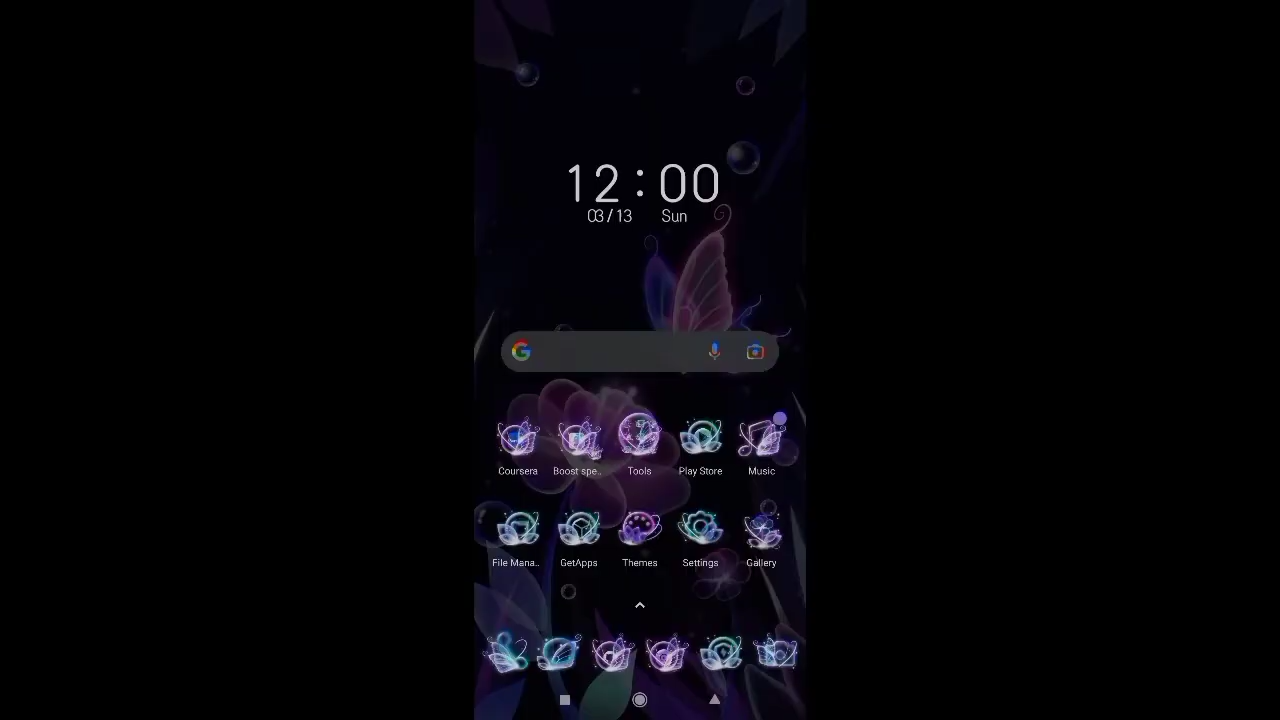 12:00
03/13 Sun
Coursera Boost spe.. Tools Play Store Music
File Mana.. GetApps Themes Settings Gallery